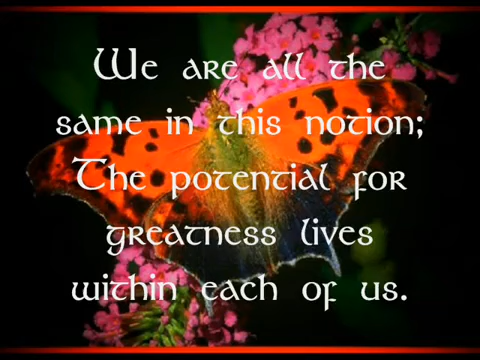 We are all the
same in this notion;
The potential for
greatness lives
within each of us.